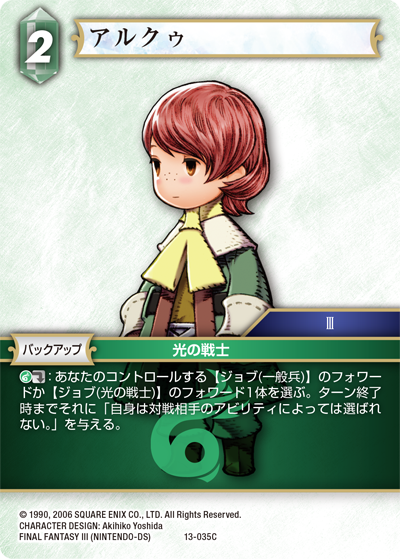 2
アルクゥ
III
バックアップ
光の戦士
:あなたのコントロールする【ジョブ(一般兵)】のフォワー
ドか【ジョブ(光の戦士)】のフォワード1体を選ぶ。ターン終了
時までそれに「自身は対戦相手のアビリティによっては選ばれ
ない。」を与える。
© 1990, 2006 SQUARE ENIX CO., LTD. All Rights Reserved.
CHARACTER DESIGN: Akihiko Yoshida
FINAL FANTASY III (NINTENDO-DS) 13-035C